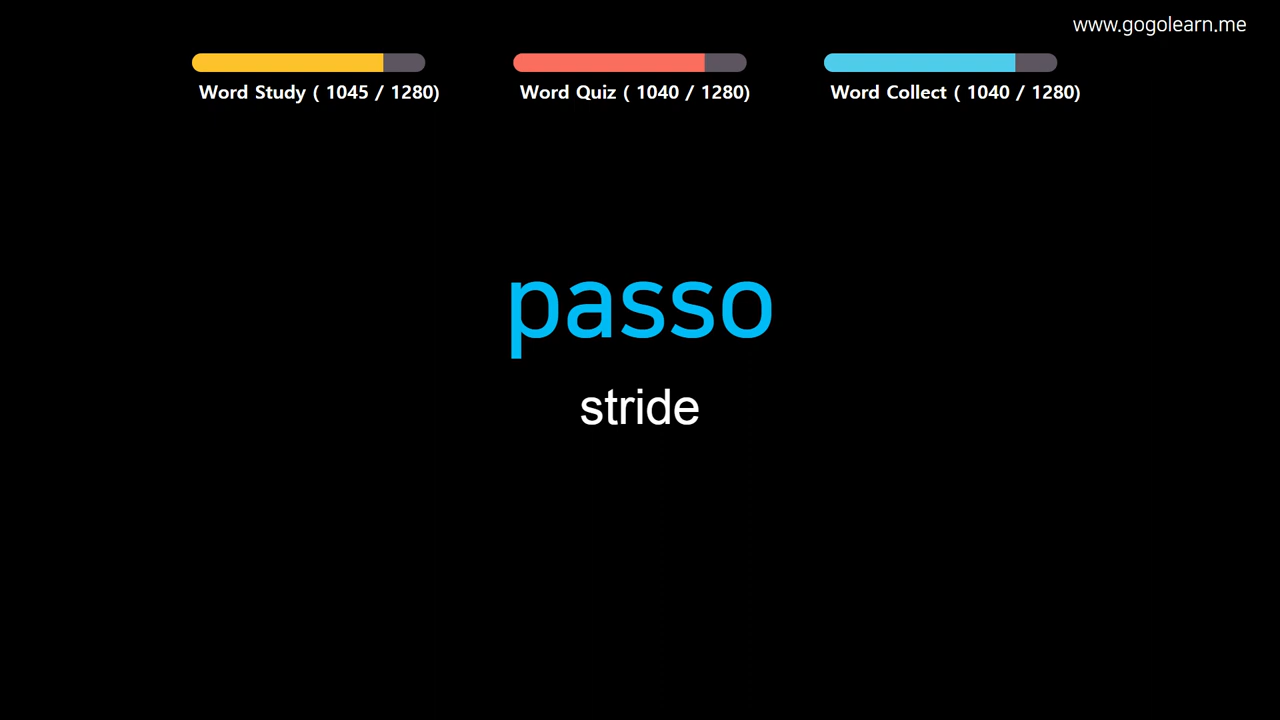 www.gogolearn.me
Word Study ( 1045 / 1280)
Word Quiz ( 1040 / 1280)
Word Collect ( 1040 / 1280)
passo
stride